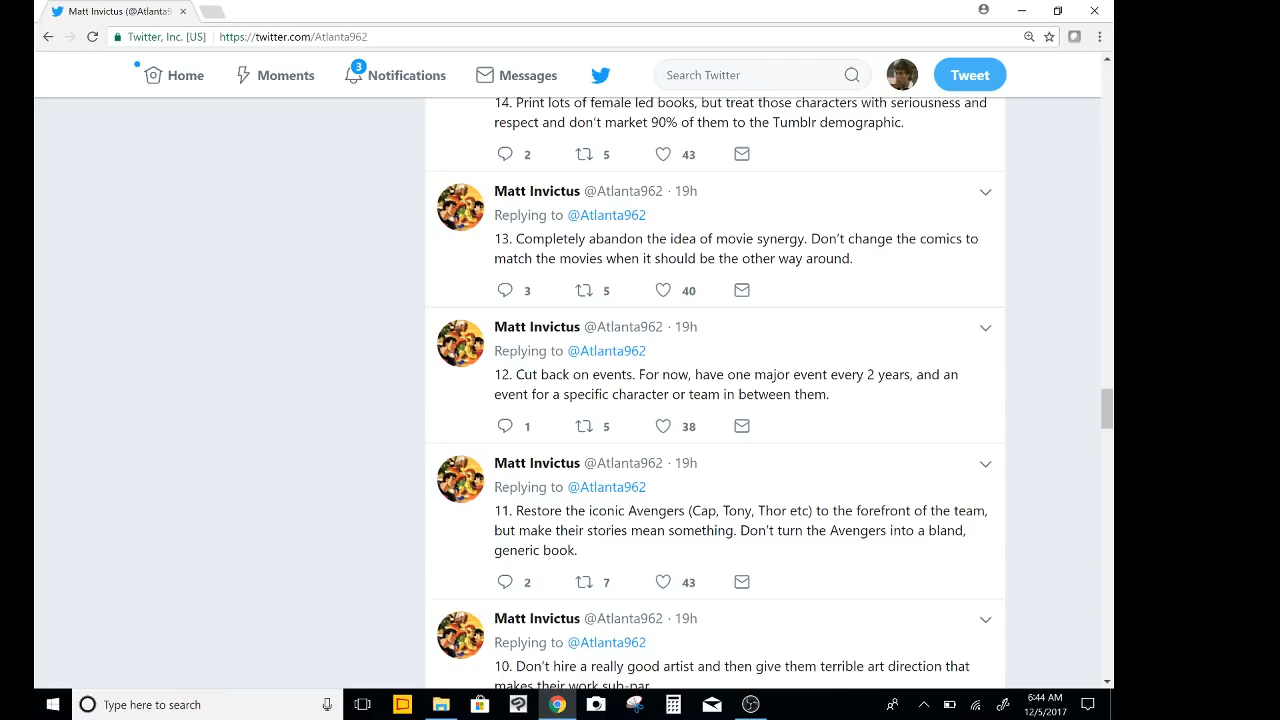 Matt Invictus (@Atlanta9
Twitter, Inc. [US] https://twitter.com/Atlanta962
3
Home Moments Notifications Messages Search Twitter Tweet
14. Print lots of female led books, but treat those characters with seriousness and
respect and don't market 90% of them to the Tumblr demographic.
2 5 43
Matt Invictus @Atlanta962 · 19h
Replying to @Atlanta962
13. Completely abandon the idea of movie synergy. Don't change the comics to
match the movies when it should be the other way around.
3 5 40
Matt Invictus @Atlanta962 · 19h
Replying to @Atlanta962
12. Cut back on events. For now, have one major event every 2 years, and an
event for a specific character or team in between them.
1 5 38
Matt Invictus @Atlanta962 · 19h
Replying to @Atlanta962
11. Restore the iconic Avengers (Cap, Tony, Thor etc) to the forefront of the team,
but make their stories mean something. Don't turn the Avengers into a bland,
generic book.
2 7 43
Matt Invictus @Atlanta962 · 19h
Replying to @Atlanta962
10. Don't hire a really good artist and then give them terrible art direction that
makes their work sub-par.
Type here to search
6:44 AM
12/5/2017